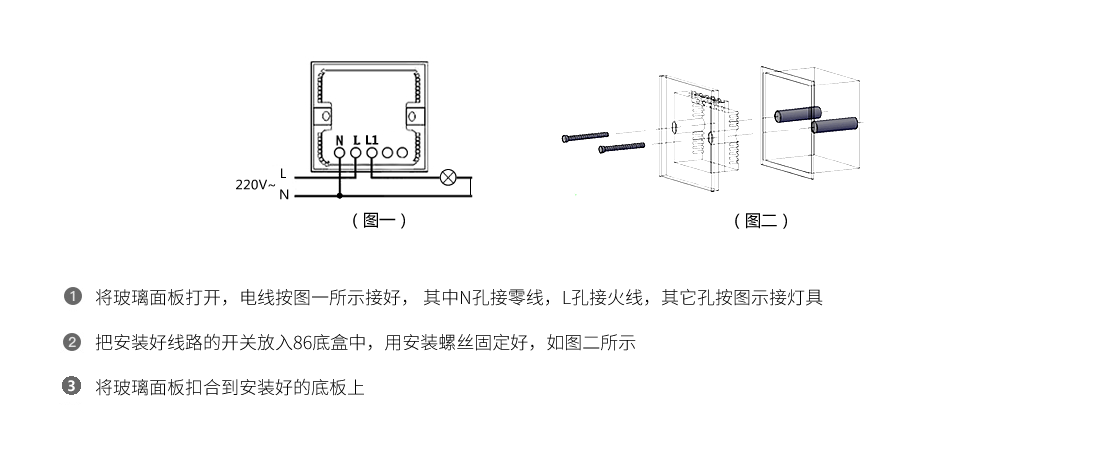 N L L1
220V~
L
N
（图一）
（图二）
1 将玻璃面板打开，电线按图一所示接好， 其中N孔接零线，L孔接火线，其它孔按图示接灯具
2 把安装好线路的开关放入86底盒中，用安装螺丝固定好，如图二所示
3 将玻璃面板扣合到安装好的底板上